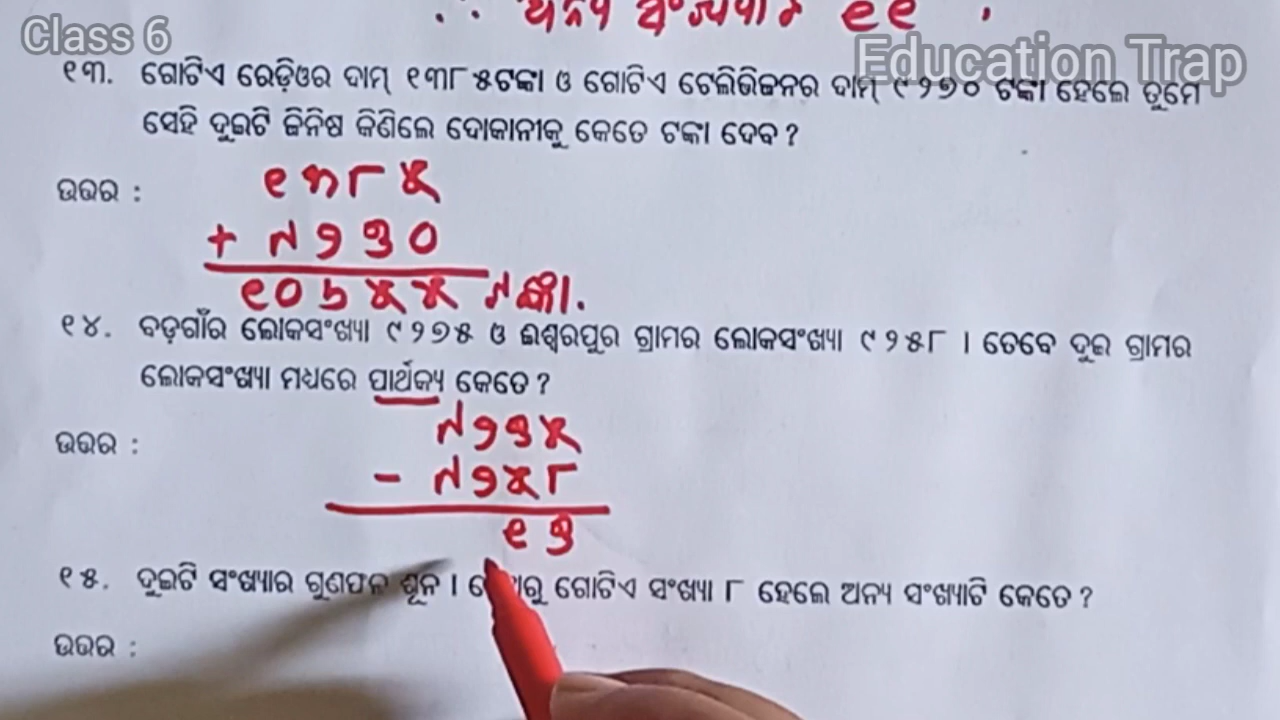 ∴ ଅନ୍ୟ ସଂଖ୍ୟାଟି ୧୧ ।
Class 6
Education Trap
୧୩. ଗୋଟିଏ ରେଡ଼ିଓର ଦାମ୍ ୧୩୮୫ଟଙ୍କା ଓ ଗୋଟିଏ ଟେଲିଭିଜନର ଦାମ୍ ୯୨୭୦ ଟଙ୍କା ହେଲେ ତୁମେ
ସେହି ଦୁଇଟି ଜିନିଷ କିଣିଲେ ଦୋକାନୀକୁ କେତେ ଟଙ୍କା ଦେବ ?
ଉତ୍ତର :
୧୩୮୫
+ ୯୨୭୦
୧୦୬୫୫ ଟଙ୍କା.
୧୪. ବଡ଼ଗାଁର ଲୋକସଂଖ୍ୟା ୯୨୭୫ ଓ ଈଶ୍ୱରପୁର ଗ୍ରାମର ଲୋକସଂଖ୍ୟା ୯୨୫୮ । ତେବେ ଦୁଇ ଗ୍ରାମର
ଲୋକସଂଖ୍ୟା ମଧ୍ୟରେ ପାର୍ଥକ୍ୟ କେତେ ?
ଉତ୍ତର :
୯୨୭୫
- ୯୨୫୮
୧୭
୧୫. ଦୁଇଟି ସଂଖ୍ୟାର ଗୁଣଫଳ ଶୂନ । ଗୋଟିଏ ସଂଖ୍ୟା ୮ ହେଲେ ଅନ୍ୟ ସଂଖ୍ୟାଟି କେତେ ?
ଉତ୍ତର :